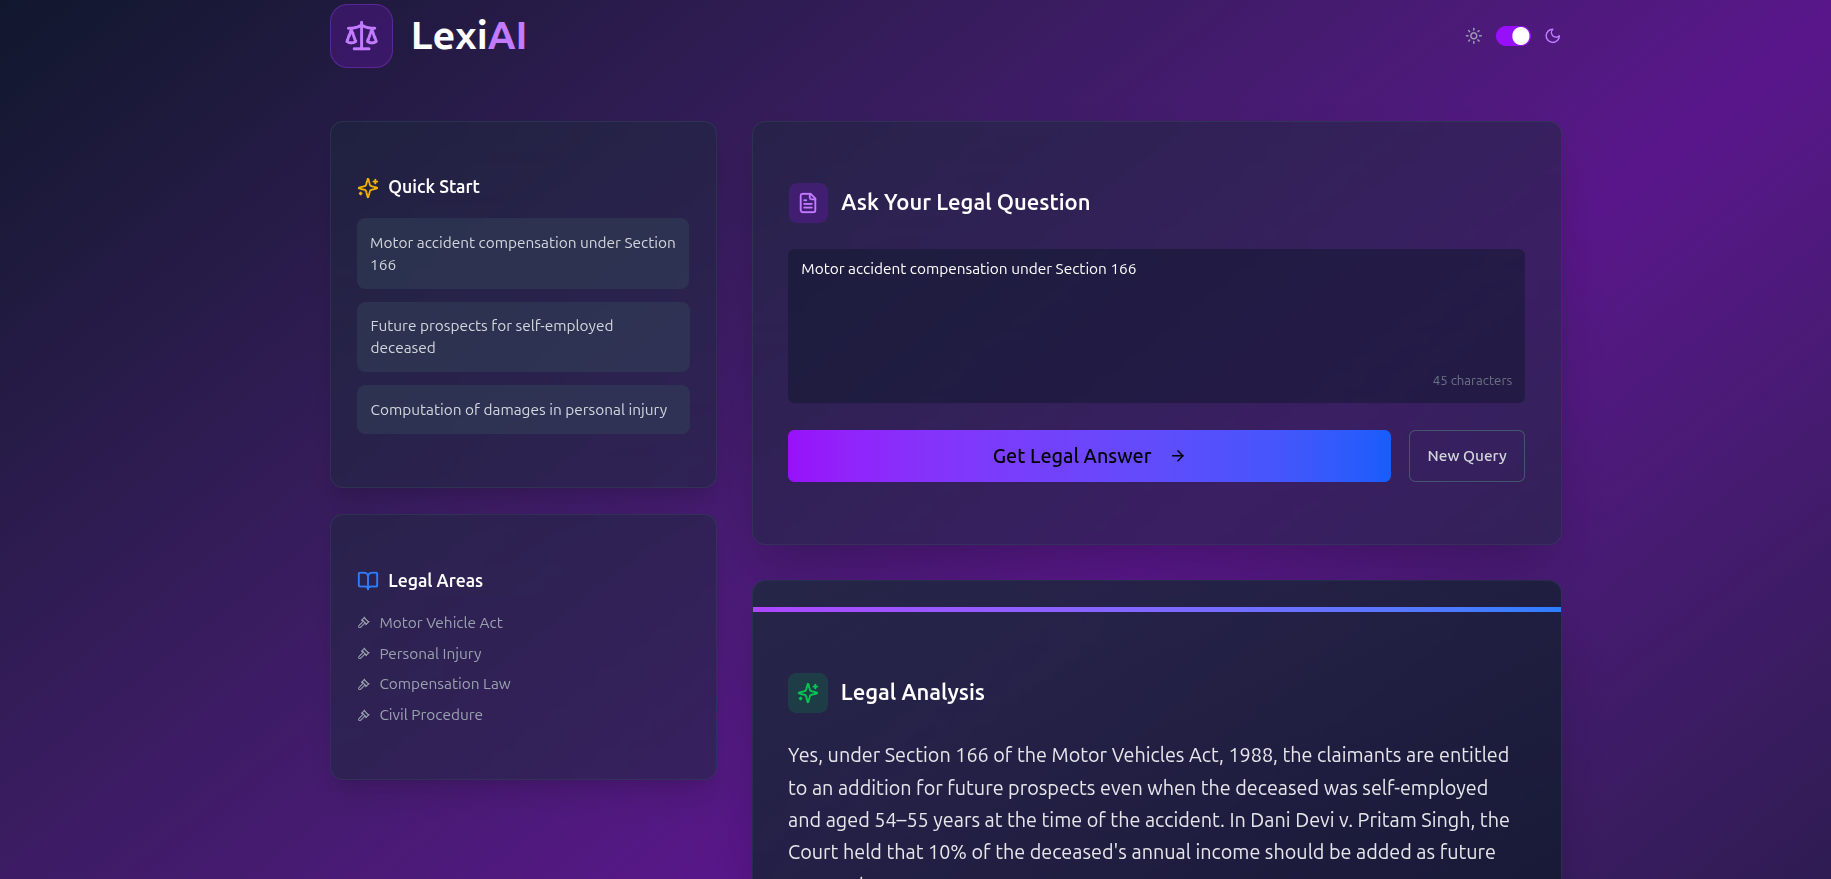 LexiAI
Quick Start
Motor accident compensation under Section
166
Future prospects for self-employed
deceased
Computation of damages in personal injury
Legal Areas
Motor Vehicle Act
Personal Injury
Compensation Law
Civil Procedure
Ask Your Legal Question
Motor accident compensation under Section 166
45 characters
Get Legal Answer
New Query
Legal Analysis
Yes, under Section 166 of the Motor Vehicles Act, 1988, the claimants are entitled
to an addition for future prospects even when the deceased was self-employed
and aged 54–55 years at the time of the accident. In Dani Devi v. Pritam Singh, the
Court held that 10% of the deceased's annual income should be added as future